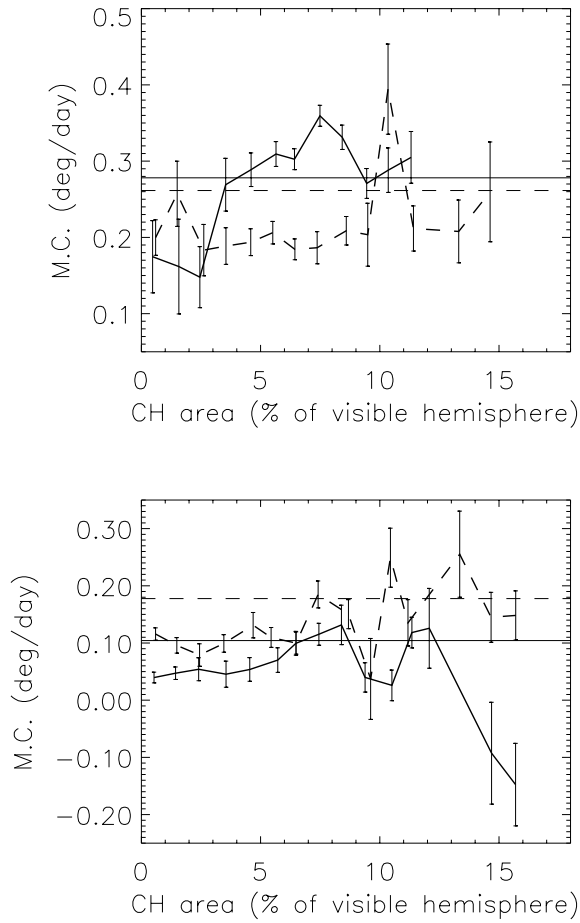 0.5
0.4
0.3
0.2
0.1
M.C. (deg/day)
0 5 10 15
CH area (% of visible hemisphere)
0.30
0.20
0.10
0.00
−0.10
−0.20
M.C. (deg/day)
0 5 10 15
CH area (% of visible hemisphere)